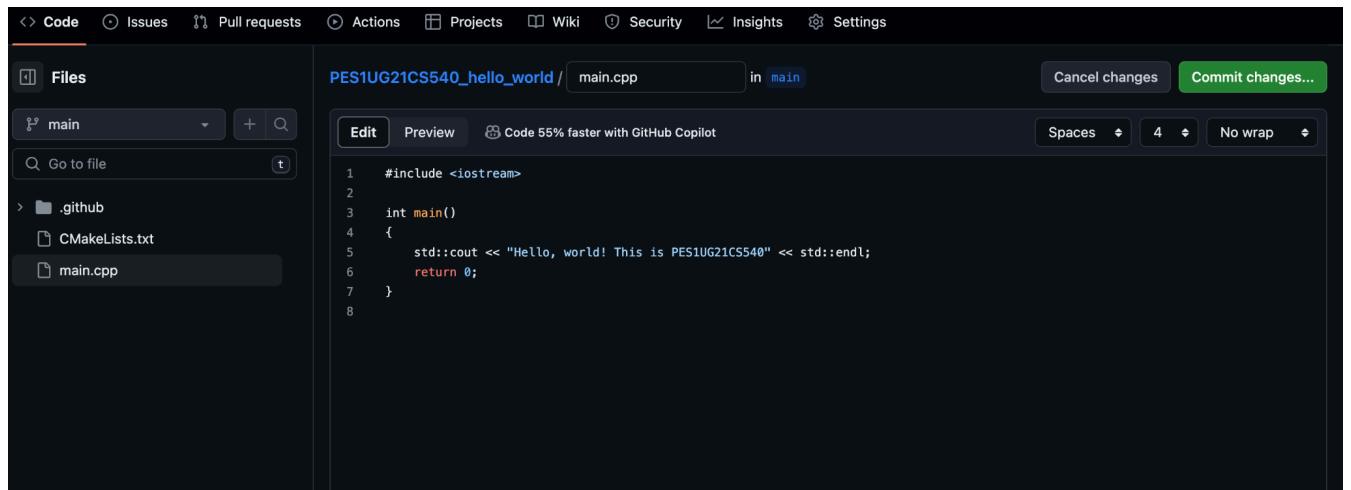 <> Code Issues Pull requests Actions Projects Wiki Security Insights Settings
Files
main
Go to file t
.github
CMakeLists.txt
main.cpp
PES1UG21CS540_hello_world / main.cpp in main Cancel changes Commit changes...
Edit Preview Code 55% faster with GitHub Copilot Spaces 4 No wrap
1 #include <iostream>
2
3 int main()
4 {
5     std::cout << "Hello, world! This is PES1UG21CS540" << std::endl;
6     return 0;
7 }
8